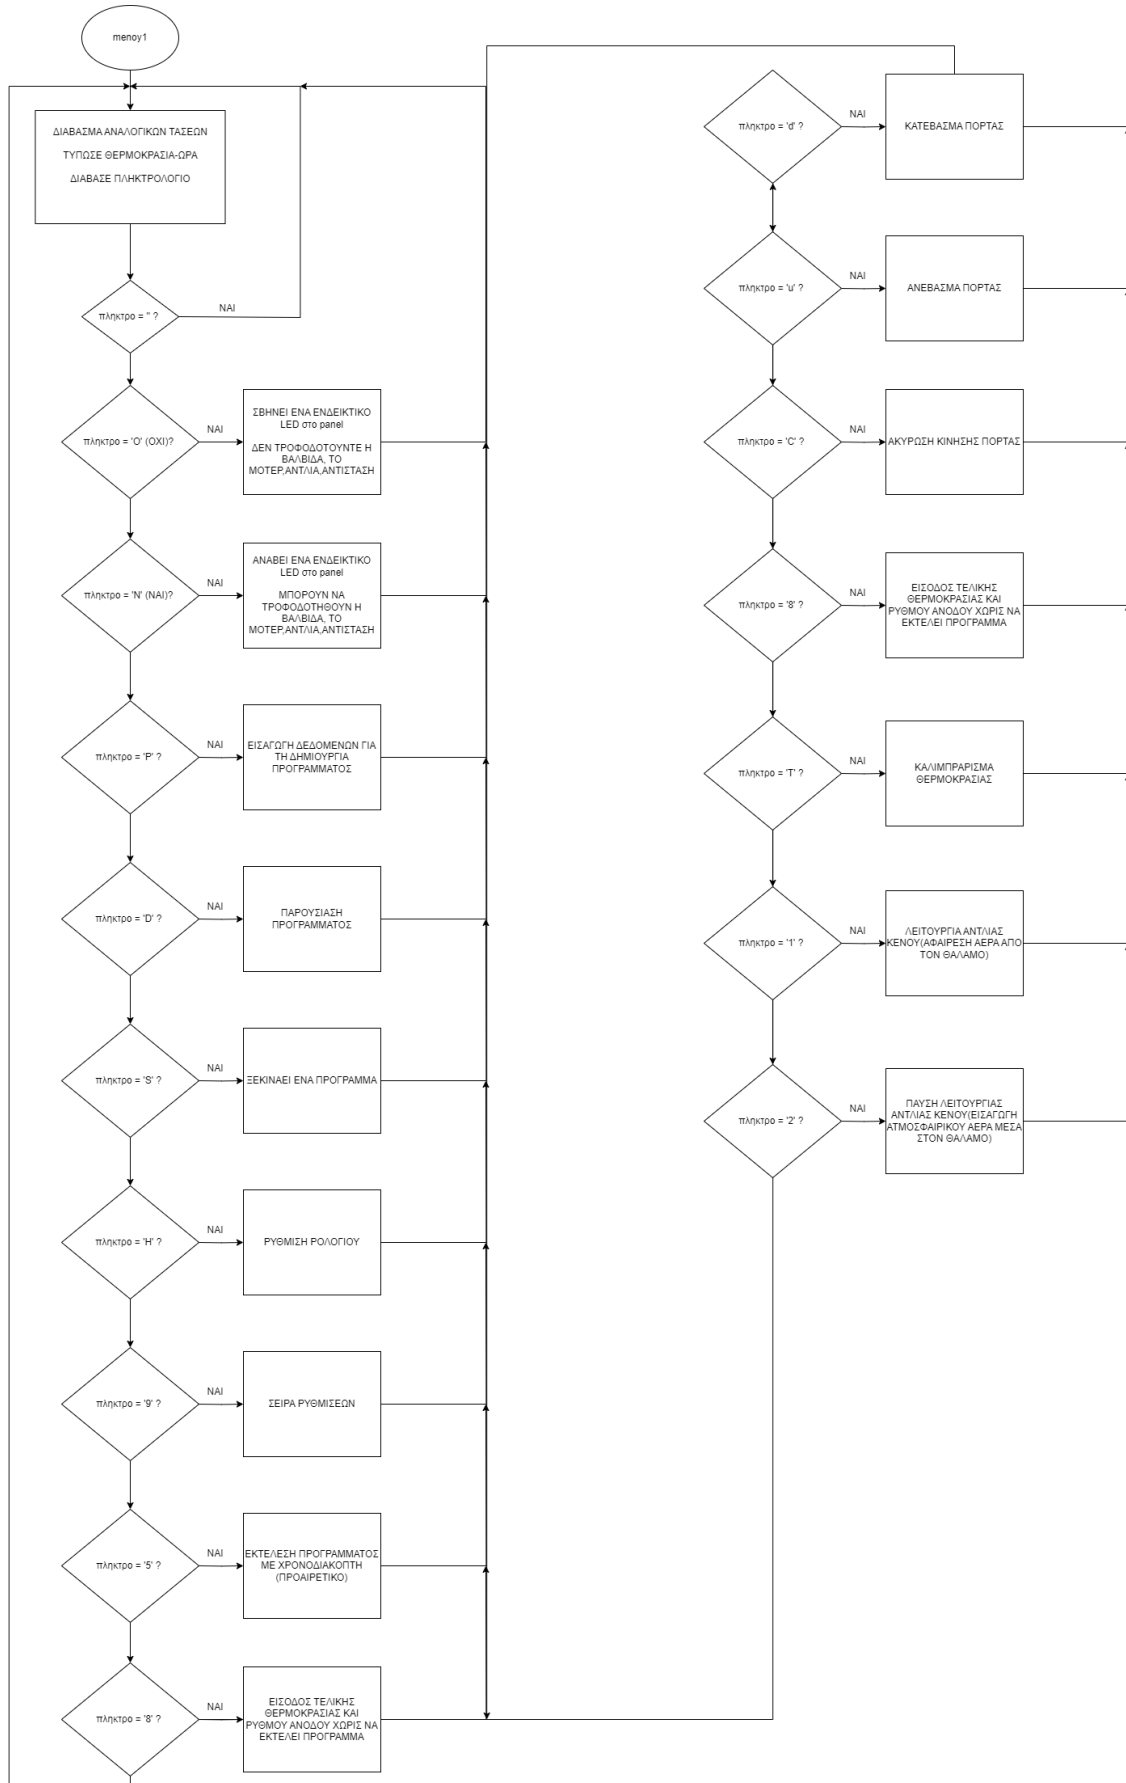 menoy1
ΔΙΑΒΑΣΜΑ ΑΝΑΛΟΓΙΚΩΝ ΤΑΣΕΩΝ
ΤΥΠΩΣΕ ΘΕΡΜΟΚΡΑΣΙΑ-ΩΡΑ
ΔΙΑΒΑΣΕ ΠΛΗΚΤΡΟΛΟΓΙΟ
πληκτρο = '' ?
ΝΑΙ
πληκτρο = 'Ο' (ΟΧΙ)?
ΝΑΙ
ΣΒΗΝΕΙ ΕΝΑ ΕΝΔΕΙΚΤΙΚΟ
LED στο panel
ΔΕΝ ΤΡΟΦΟΔΟΤΟΥΝΤΕ Η
ΒΑΛΒΙΔΑ, ΤΟ
ΜΟΤΕΡ,ΑΝΤΛΙΑ,ΑΝΤΙΣΤΑΣΗ
πληκτρο = 'Ν' (ΝΑΙ)?
ΝΑΙ
ΑΝΑΒΕΙ ΕΝΑ ΕΝΔΕΙΚΤΙΚΟ
LED στο panel
ΜΠΟΡΟΥΝ ΝΑ
ΤΡΟΦΟΔΟΤΗΘΟΥΝ Η
ΒΑΛΒΙΔΑ, ΤΟ
ΜΟΤΕΡ,ΑΝΤΛΙΑ,ΑΝΤΙΣΤΑΣΗ
πληκτρο = 'P' ?
ΝΑΙ
ΕΙΣΑΓΩΓΗ ΔΕΔΟΜΕΝΩΝ ΓΙΑ
ΤΗ ΔΗΜΙΟΥΡΓΙΑ
ΠΡΟΓΡΑΜΜΑΤΟΣ
πληκτρο = 'D' ?
ΝΑΙ
ΠΑΡΟΥΣΙΑΣΗ
ΠΡΟΓΡΑΜΜΑΤΟΣ
πληκτρο = 'S' ?
ΝΑΙ
ΞΕΚΙΝΑΕΙ ΕΝΑ ΠΡΟΓΡΑΜΜΑ
πληκτρο = 'H' ?
ΝΑΙ
ΡΥΘΜΙΣΗ ΡΟΛΟΓΙΟΥ
πληκτρο = '9' ?
ΝΑΙ
ΣΕΙΡΑ ΡΥΘΜΙΣΕΩΝ
πληκτρο = '5' ?
ΝΑΙ
ΕΚΤΕΛΕΣΗ ΠΡΟΓΡΑΜΜΑΤΟΣ
ΜΕ ΧΡΟΝΟΔΙΑΚΟΠΤΗ
(ΠΡΟΑΙΡΕΤΙΚΟ)
πληκτρο = '8' ?
ΝΑΙ
ΕΙΣΟΔΟΣ ΤΕΛΙΚΗΣ
ΘΕΡΜΟΚΡΑΣΙΑΣ ΚΑΙ
ΡΥΘΜΟΥ ΑΝΟΔΟΥ ΧΩΡΙΣ ΝΑ
ΕΚΤΕΛΕΙ ΠΡΟΓΡΑΜΜΑ
πληκτρο = 'd' ?
ΝΑΙ
ΚΑΤΕΒΑΣΜΑ ΠΟΡΤΑΣ
πληκτρο = 'u' ?
ΝΑΙ
ΑΝΕΒΑΣΜΑ ΠΟΡΤΑΣ
πληκτρο = 'C' ?
ΝΑΙ
ΑΚΥΡΩΣΗ ΚΙΝΗΣΗΣ ΠΟΡΤΑΣ
πληκτρο = '8' ?
ΝΑΙ
ΕΙΣΟΔΟΣ ΤΕΛΙΚΗΣ
ΘΕΡΜΟΚΡΑΣΙΑΣ ΚΑΙ
ΡΥΘΜΟΥ ΑΝΟΔΟΥ ΧΩΡΙΣ ΝΑ
ΕΚΤΕΛΕΙ ΠΡΟΓΡΑΜΜΑ
πληκτρο = 'T' ?
ΝΑΙ
ΚΑΛΙΜΠΡΑΡΙΣΜΑ
ΘΕΡΜΟΚΡΑΣΙΑΣ
πληκτρο = '1' ?
ΝΑΙ
ΛΕΙΤΟΥΡΓΙΑ ΑΝΤΛΙΑΣ
ΚΕΝΟΥ(ΑΦΑΙΡΕΣΗ ΑΕΡΑ ΑΠΟ
ΤΟΝ ΘΑΛΑΜΟ)
πληκτρο = '2' ?
ΝΑΙ
ΠΑΥΣΗ ΛΕΙΤΟΥΡΓΙΑΣ
ΑΝΤΛΙΑΣ ΚΕΝΟΥ(ΕΙΣΑΓΩΓΗ
ΑΤΜΟΣΦΑΙΡΙΚΟΥ ΑΕΡΑ ΜΕΣΑ
ΣΤΟΝ ΘΑΛΑΜΟ)